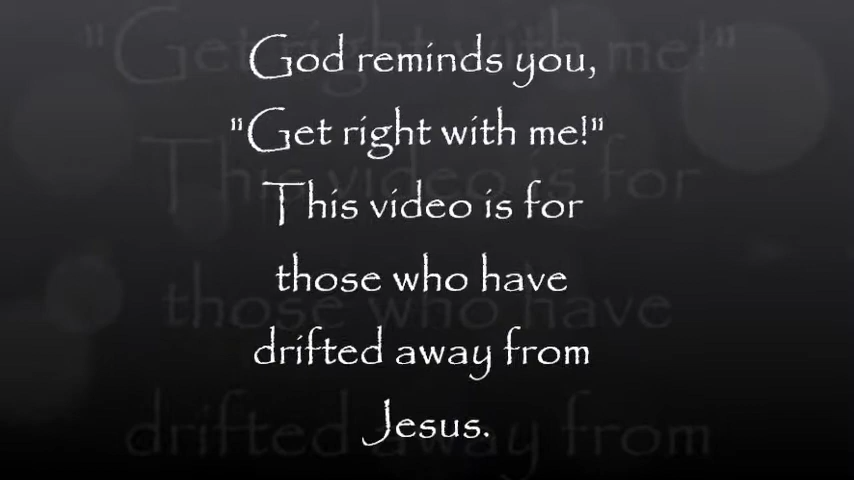 God reminds you,
"Get right with me!"
This video is for
those who have
drifted away from
Jesus.